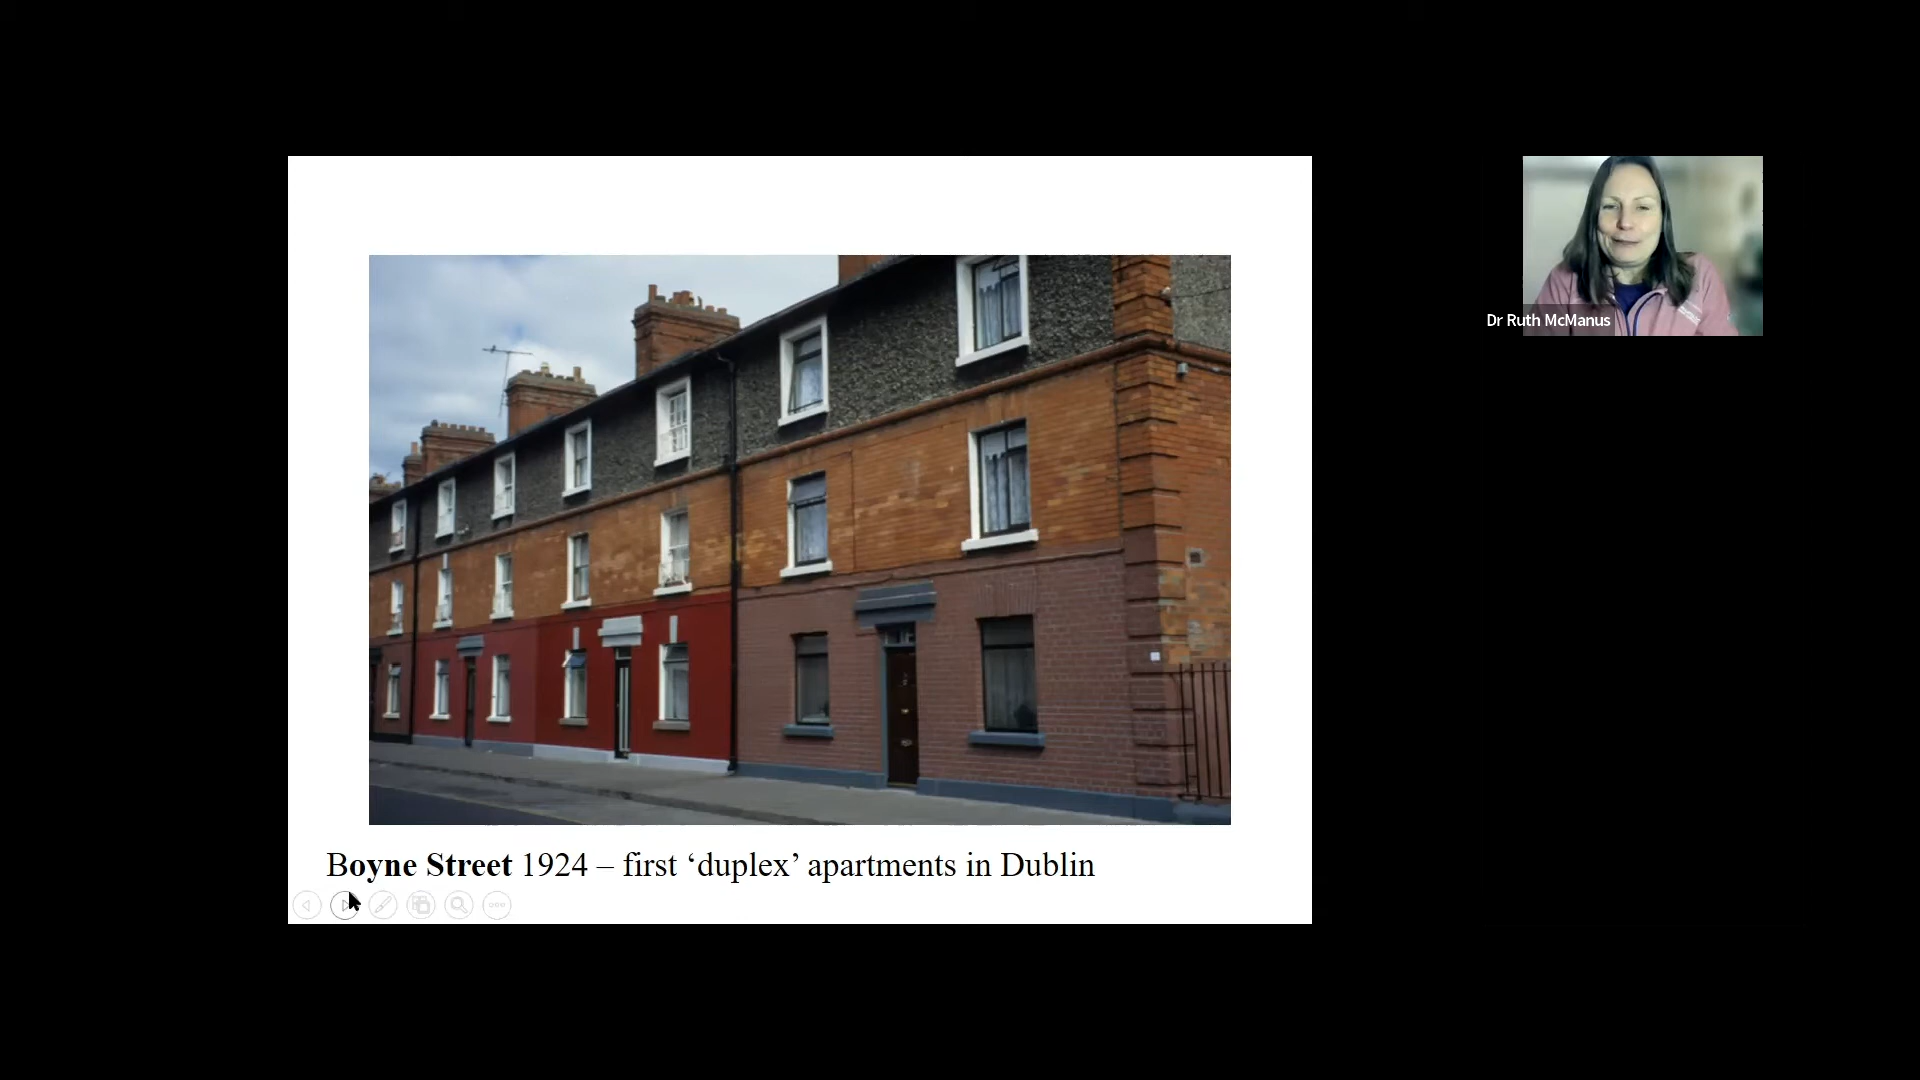 Dr Ruth McManus
Boyne Street 1924 – first ‘duplex’ apartments in Dublin